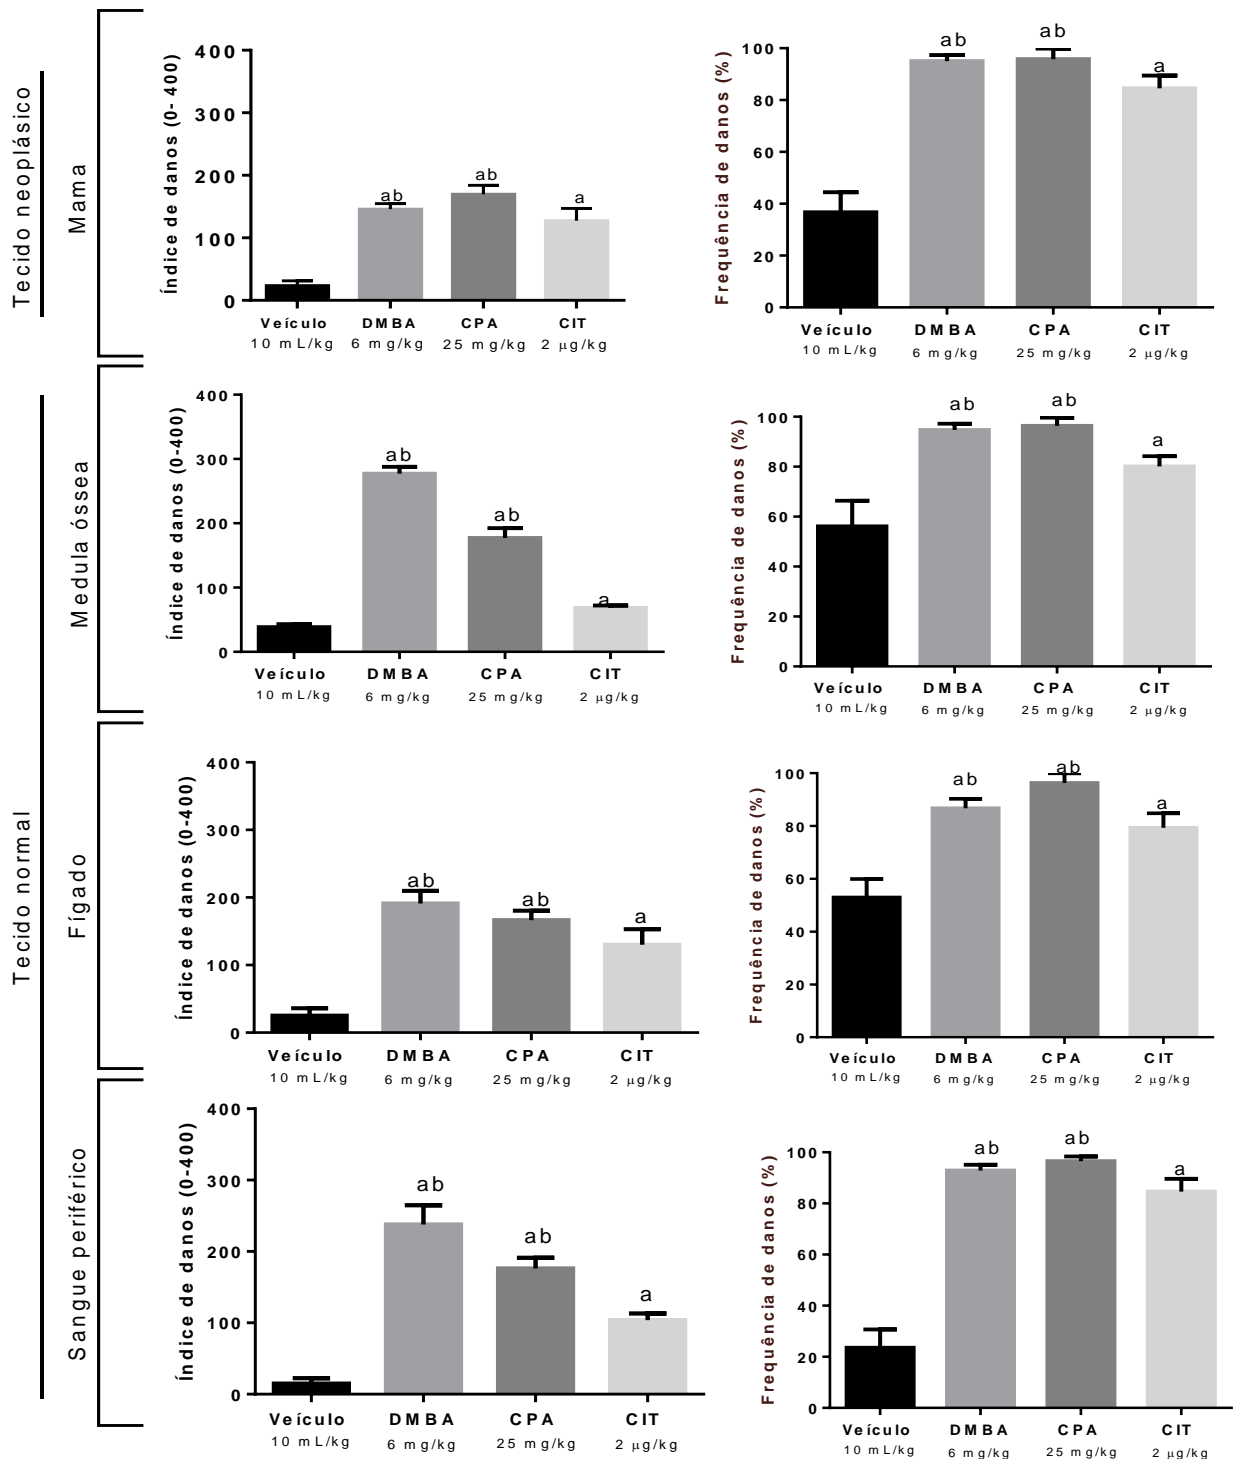 Tecido neoplásico
Mama
Índice de danos (0- 400)
400
300
200
100
0
ab
ab
a
Veículo DMBA CPA CIT
10 mL/kg 6 mg/kg 25 mg/kg 2 µg/kg
Frequência de danos (%)
100
80
60
40
20
0
ab
ab
a
Veículo DMBA CPA CIT
10 mL/kg 6 mg/kg 25 mg/kg 2 µg/kg
Tecido normal
Medula óssea
Índice de danos (0-400)
400
300
200
100
0
ab
ab
a
Veículo DMBA CPA CIT
10 mL/kg 6 mg/kg 25 mg/kg 2 µg/kg
Frequência de danos (%)
100
80
60
40
20
0
ab
ab
a
Veículo DMBA CPA CIT
10 mL/kg 6 mg/kg 25 mg/kg 2 µg/kg
Fígado
Índice de danos (0-400)
400
300
200
100
0
ab
ab
a
Veículo DMBA CPA CIT
10 mL/kg 6 mg/kg 25 mg/kg 2 µg/kg
Frequência de danos (%)
100
80
60
40
20
0
ab
ab
a
Veículo DMBA CPA CIT
10 mL/kg 6 mg/kg 25 mg/kg 2 µg/kg
Sangue periférico
Índice de danos (0-400)
400
300
200
100
0
ab
ab
a
Veículo DMBA CPA CIT
10 mL/kg 6 mg/kg 25 mg/kg 2 µg/kg
Frequência de danos (%)
100
80
60
40
20
0
ab
ab
a
Veículo DMBA CPA CIT
10 mL/kg 6 mg/kg 25 mg/kg 2 µg/kg